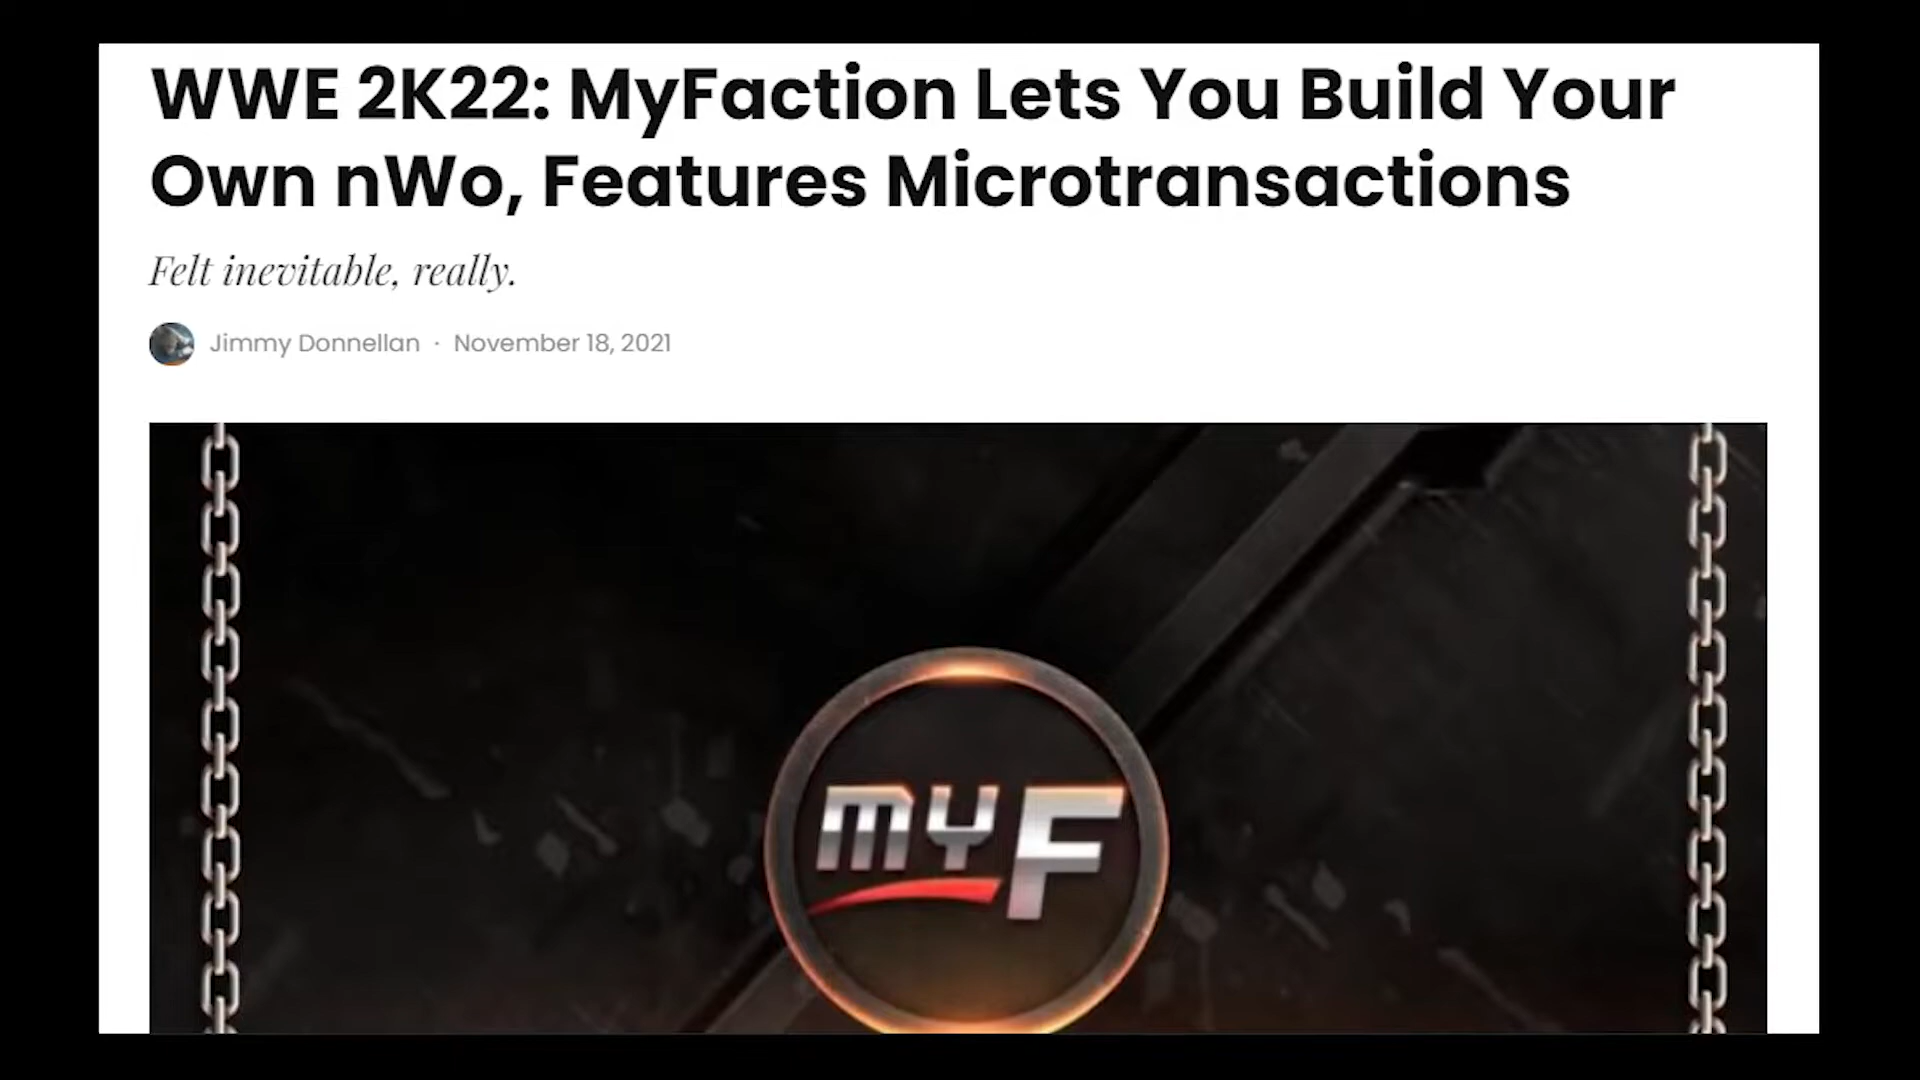 WWE 2K22: MyFaction Lets You Build Your
Own nWo, Features Microtransactions
Felt inevitable, really.
Jimmy Donnellan · November 18, 2021
MYF